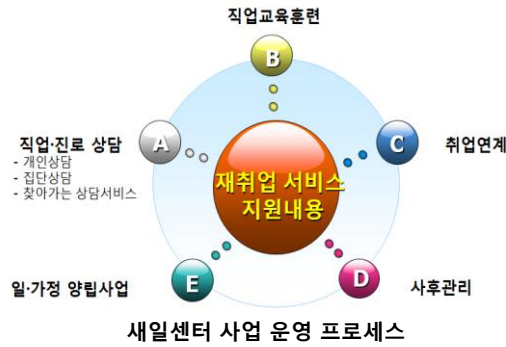 직업교육훈련
B
직업·진로 상담
- 개인상담
- 집단상담
- 찾아가는 상담서비스
A
C
취업연계
재취업 서비스
지원내용
일·가정 양립사업
E
D
사후관리
새일센터 사업 운영 프로세스